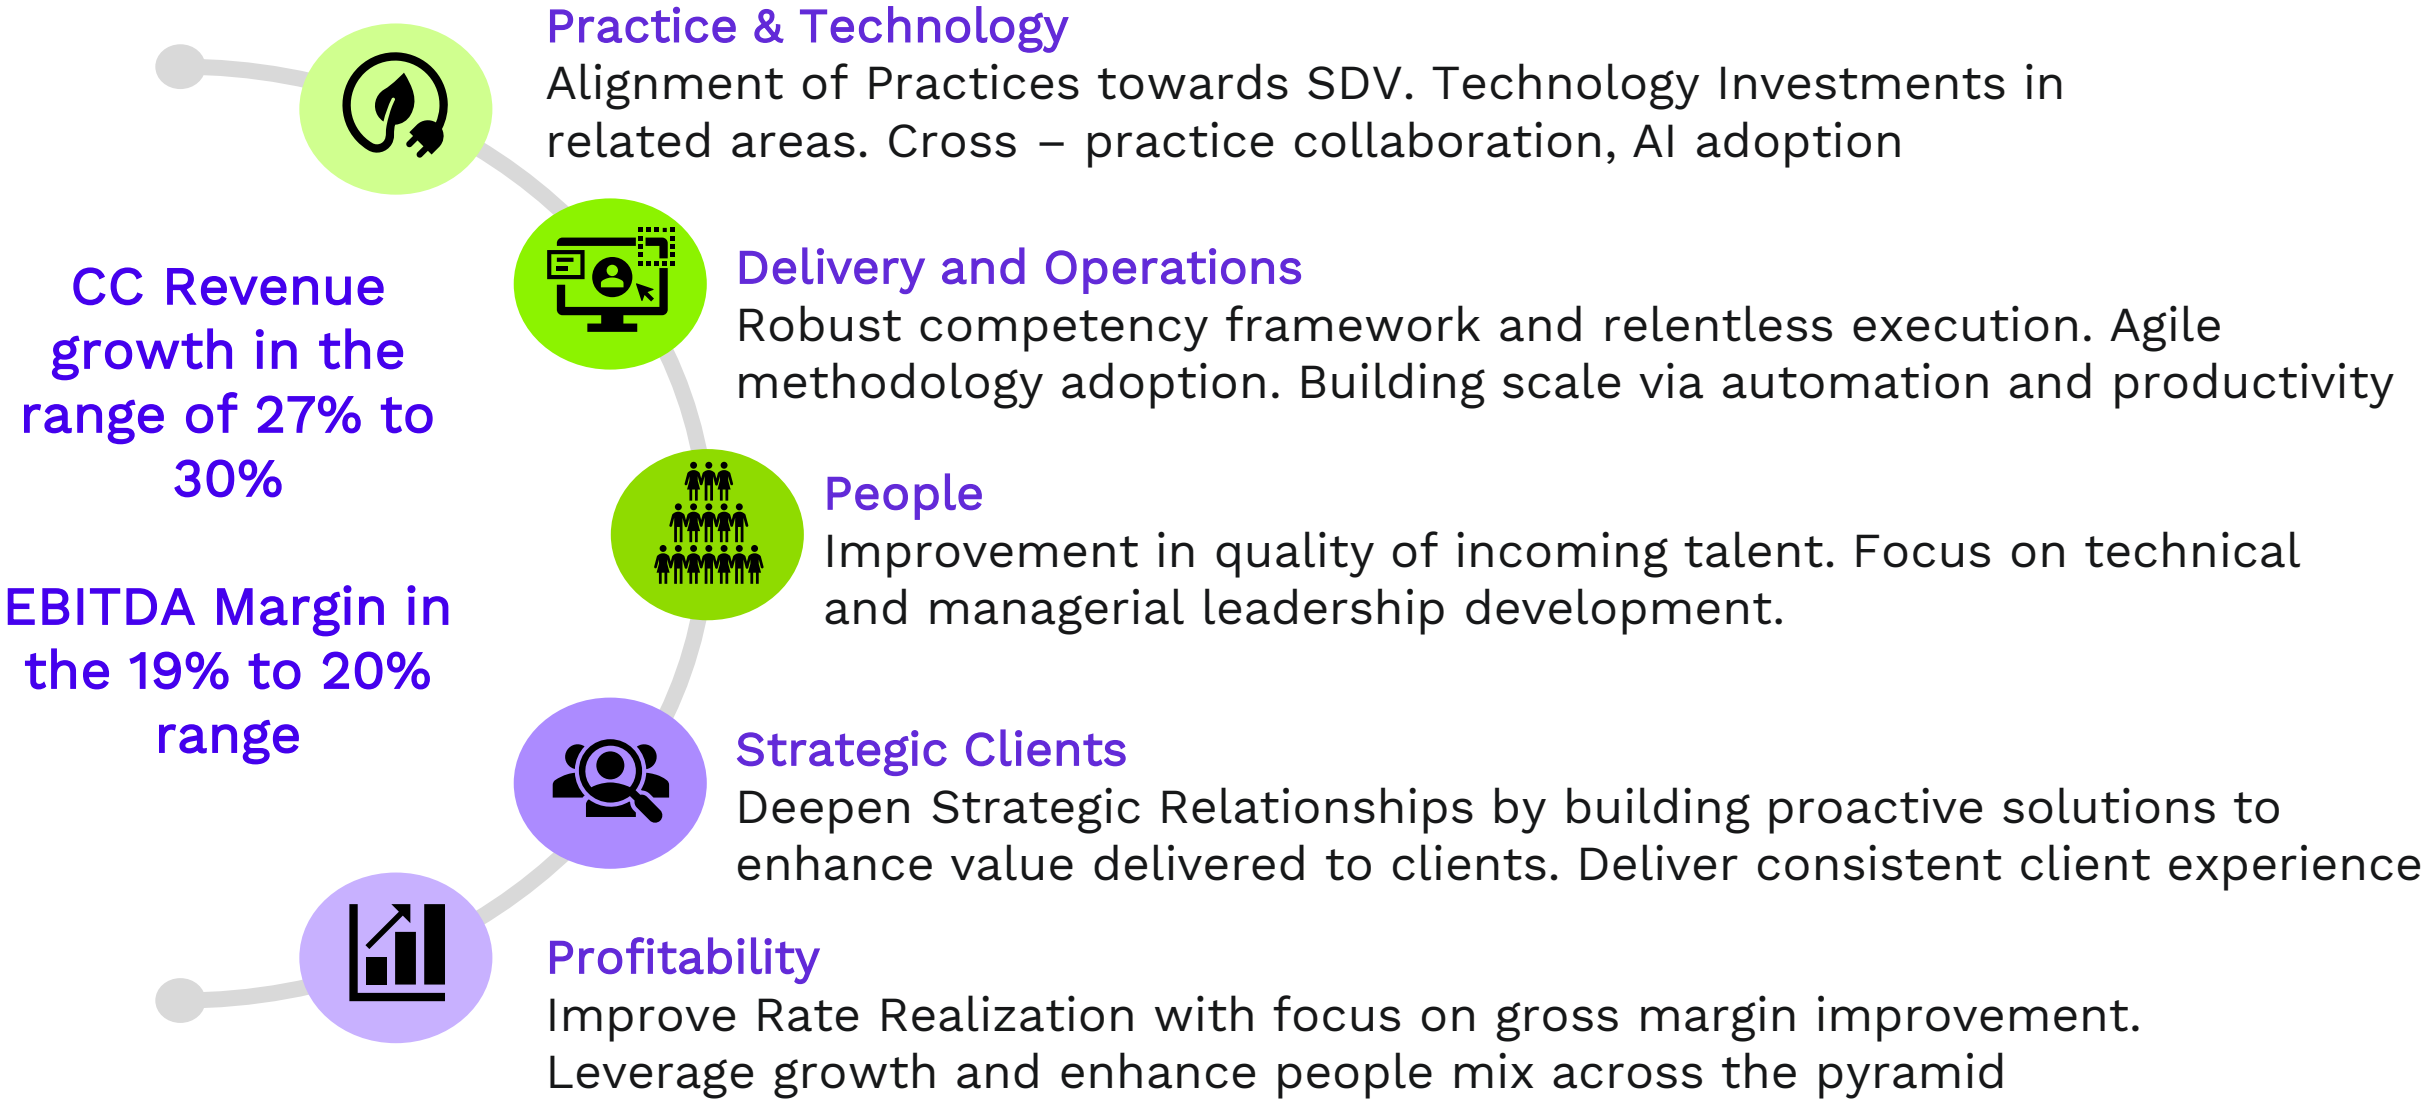 Practice & Technology
Alignment of Practices towards SDV. Technology Investments in
related areas. Cross – practice collaboration, AI adoption
CC Revenue
growth in the
range of 27% to
30%
EBITDA Margin in
the 19% to 20%
range
Delivery and Operations
Robust competency framework and relentless execution. Agile
methodology adoption. Building scale via automation and productivity
People
Improvement in quality of incoming talent. Focus on technical
and managerial leadership development.
Strategic Clients
Deepen Strategic Relationships by building proactive solutions to
enhance value delivered to clients. Deliver consistent client experience
Profitability
Improve Rate Realization with focus on gross margin improvement.
Leverage growth and enhance people mix across the pyramid